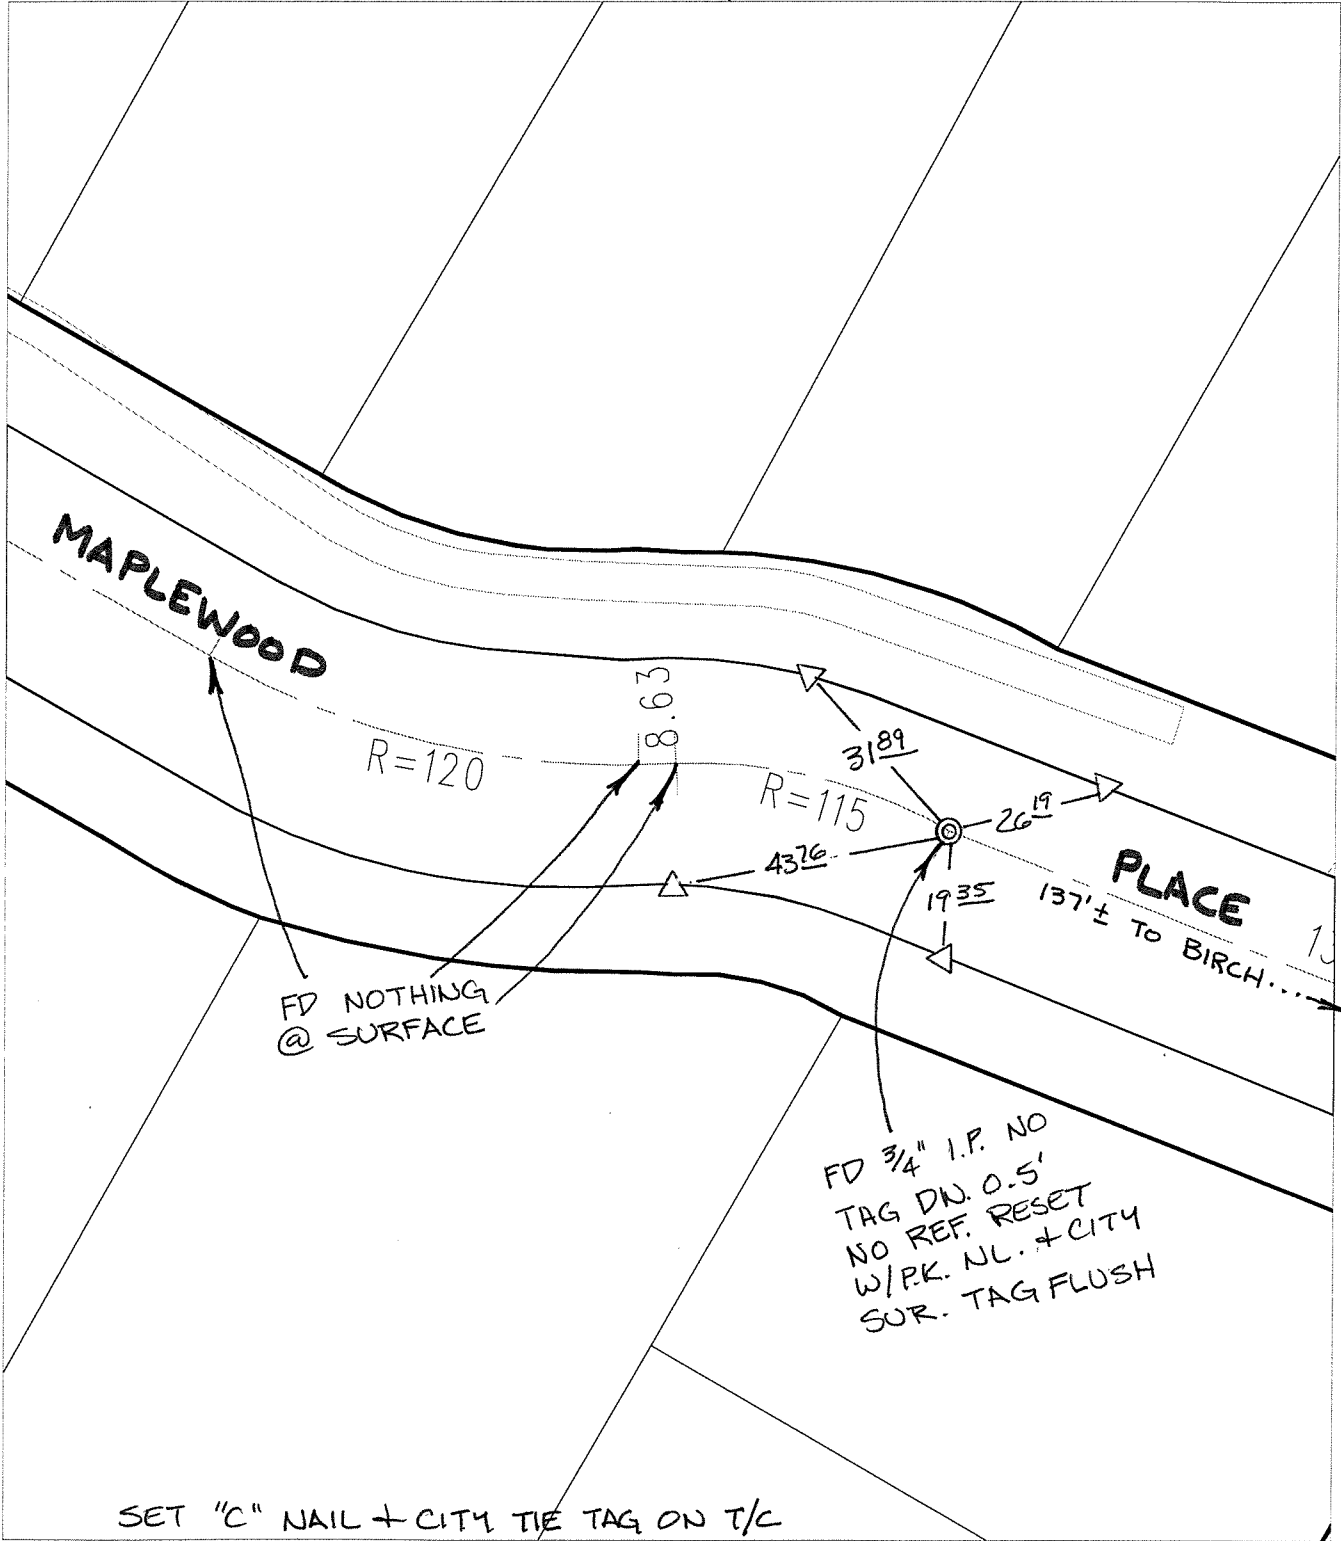 MAPLEWOOD
R=120
8.63
R=115
31 89
26 19
43 76
19 35
PLACE
137'± TO BIRCH....
FD NOTHING
@ SURFACE
FD 3/4" I.P. NO
TAG DN. 0.5'
NO REF. RESET
W/P.K. NL. + CITY
SUR. TAG FLUSH
SET "C" NAIL + CITY TIE TAG ON T/C